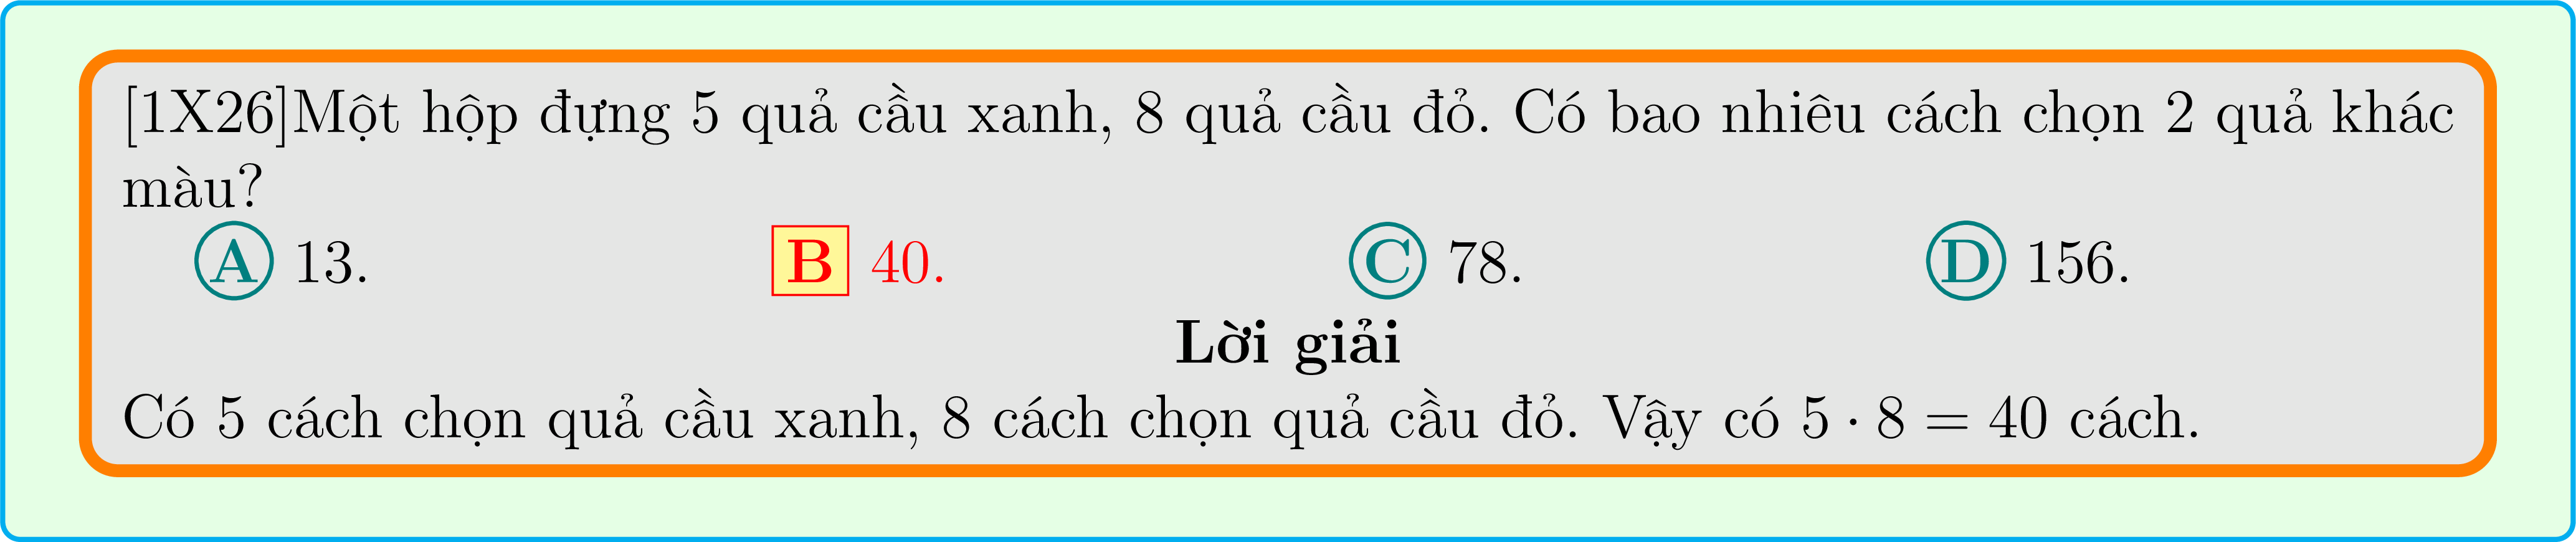 [1X26]Một hộp đựng 5 quả cầu xanh, 8 quả cầu đỏ. Có bao nhiêu cách chọn 2 quả khác
màu?
A 13. B 40. C 78. D 156.
Lời giải
Có 5 cách chọn quả cầu xanh, 8 cách chọn quả cầu đỏ. Vậy có 5 · 8 = 40 cách.